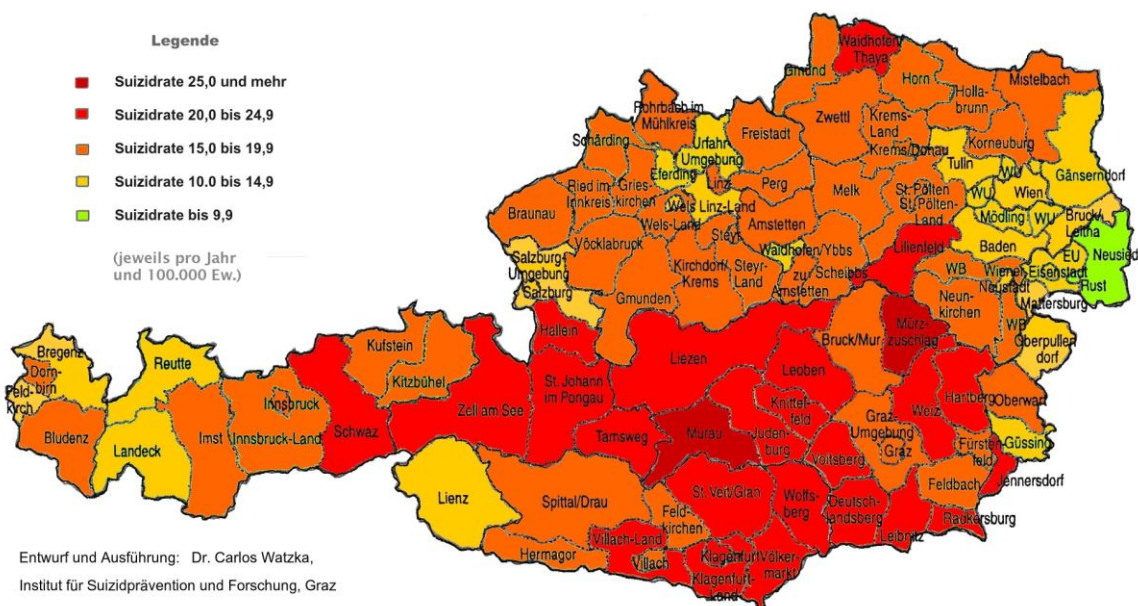 Legende
Suizidrate 25,0 und mehr
Suizidrate 20,0 bis 24,9
Suizidrate 15,0 bis 19,9
Suizidrate 10.0 bis 14,9
Suizidrate bis 9,9
(jeweils pro Jahr
und 100.000 Ew.)
Waidhofen/
Thaya
Gmünd
Horn
Mistelbach
Holla-
brunn
Rohrbach im
Mühlkreis
Zwettl
Krems-
Land
Korneuburg
Schärding
Urfahr
Umgebung
Freistadt
Krems/Donau
Tulln
WU
Gänserndorf
Eferding
Linz
Perg
Melk
St. Pölten
St. Pölten-
Land
WU
Wien
Ried im
Innkreis
Gries-
kirchen
Wels
Linz-Land
Mödling
WU
Bruck/
Leitha
Braunau
Wels-Land
Steyr
Amstetten
Baden
Neusied
Vöcklabruck
Waidhofen/Ybbs
Lilienfeld
EU
Eisenstadt
Rust
Salzburg-
Umgebung
Salzburg
Kirchdorf/
Krems
Steyr-
Land
zu
Amstetten
Scheibbs
WB
Wiener
Neustadt
Gmunden
Neun-
kirchen
Mattersburg
WB
Hallein
Mürz-
zuschlag
Bruck/Mur
Oberpullen
dorf
Liezen
Leoben
Kufstein
Kitzbühel
Bregenz
Dorn-
birn
Feld-
kirch
Reutte
Bludenz
Landeck
Imst
Innsbruck
Innsbruck-Land
Schwaz
Zell am See
St. Johann
im Pongau
Tamsweg
Murau
Knittel-
feld
Juden-
burg
Graz-
Umgebung
Graz
Weiz
Hartberg
Oberwart
Voitsberg
Fürsten-
feld
Güssing
Lienz
Spittal/Drau
Feld-
kirchen
St. Veit/Glan
Wolfs-
berg
Deutsch-
landsberg
Feldbach
Jennersdorf
Leibnitz
Radkersburg
Hermagor
Villach-Land
Villach
Klagenfurt
Klagenfurt-
Land
Völker-
markt
Entwurf und Ausführung: Dr. Carlos Watzka,
Institut für Suizidprävention und Forschung, Graz